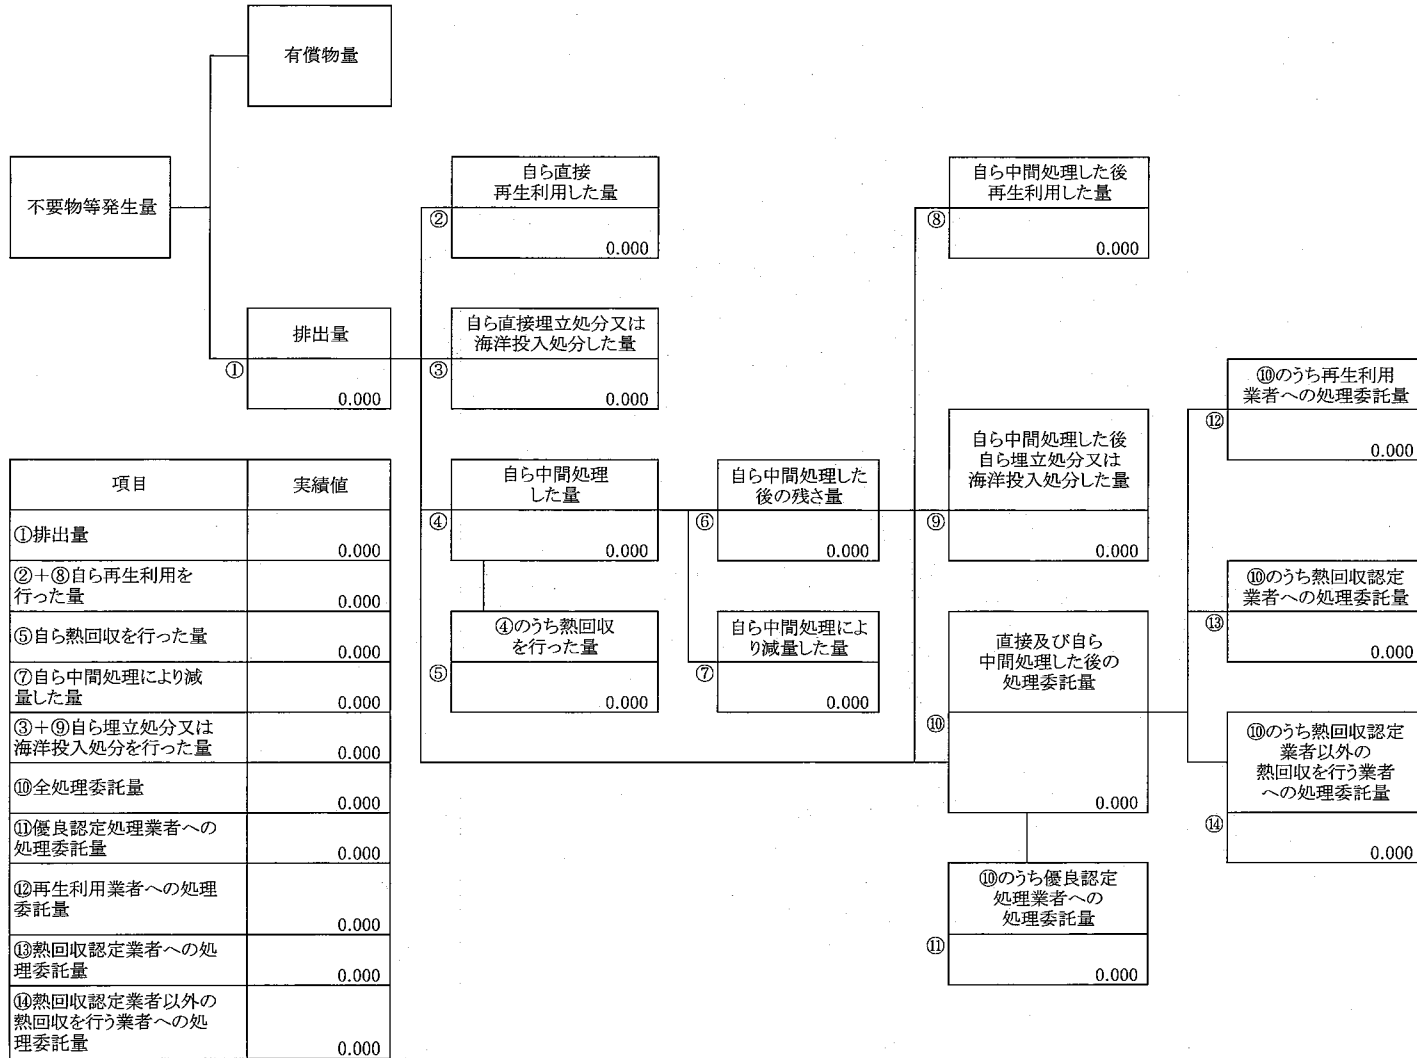 有償物量
不要物等発生量
自ら直接
再生利用した量
②
0.000
自ら中間処理した後
再生利用した量
⑧
0.000
排出量
①
0.000
自ら直接埋立処分又は
海洋投入処分した量
③
0.000
⑩のうち再生利用
業者への処理委託量
⑫
0.000
自ら中間処理
した量
④
0.000
自ら中間処理した
後の残さ量
⑥
0.000
自ら中間処理した後
自ら埋立処分又は
海洋投入処分した量
⑨
0.000
⑩のうち熱回収認定
業者への処理委託量
⑬
0.000
④のうち熱回収
を行った量
⑤
0.000
自ら中間処理によ
り減量した量
⑦
0.000
直接及び自ら
中間処理した後の
処理委託量
⑩
0.000
⑩のうち熱回収認定
業者以外の
熱回収を行う業者
への処理委託量
⑭
0.000
⑩のうち優良認定
処理業者への
処理委託量
⑪
0.000
項目 実績値
①排出量
0.000
②＋⑧自ら再生利用を
行った量
0.000
⑤自ら熱回収を行った量
0.000
⑦自ら中間処理により減
量した量
0.000
③＋⑨自ら埋立処分又は
海洋投入処分を行った量
0.000
⑩全処理委託量
0.000
⑪優良認定処理業者への
処理委託量
0.000
⑫再生利用業者への処理
委託量
0.000
⑬熱回収認定業者への処
理委託量
0.000
⑭熱回収認定業者以外の
熱回収を行う業者への処
理委託量
0.000